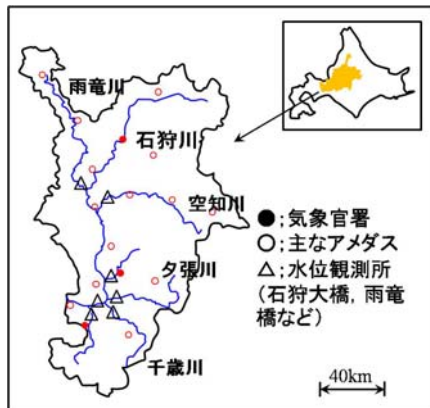 雨竜川
石狩川
空知川
夕張川
千歳川
●;気象官署
○;主なアメダス
△;水位観測所
(石狩大橋，雨竜
橋など)
40km